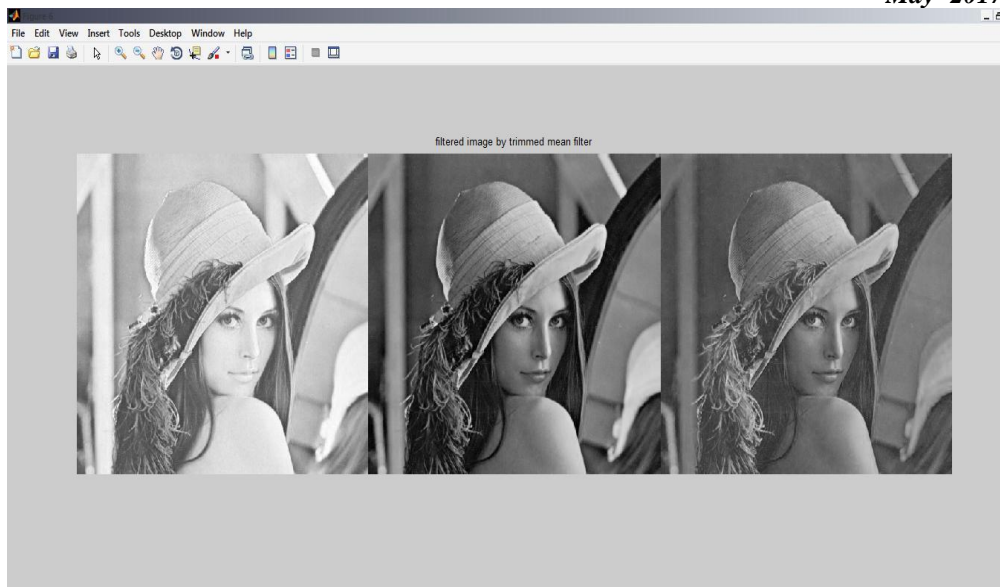 May 2017
File Edit View Insert Tools Desktop Window Help
filtered image by trimmed mean filter